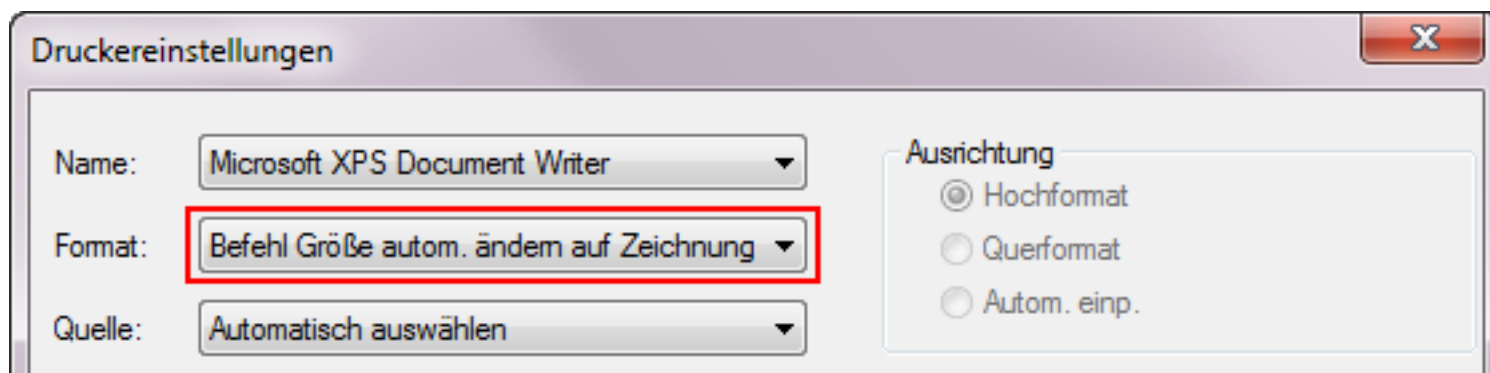 Druckereinstellungen
Name: Microsoft XPS Document Writer
Format: Befehl Größe autom. ändern auf Zeichnung
Quelle: Automatisch auswählen
Ausrichtung
Hochformat
Querformat
Autom. einp.